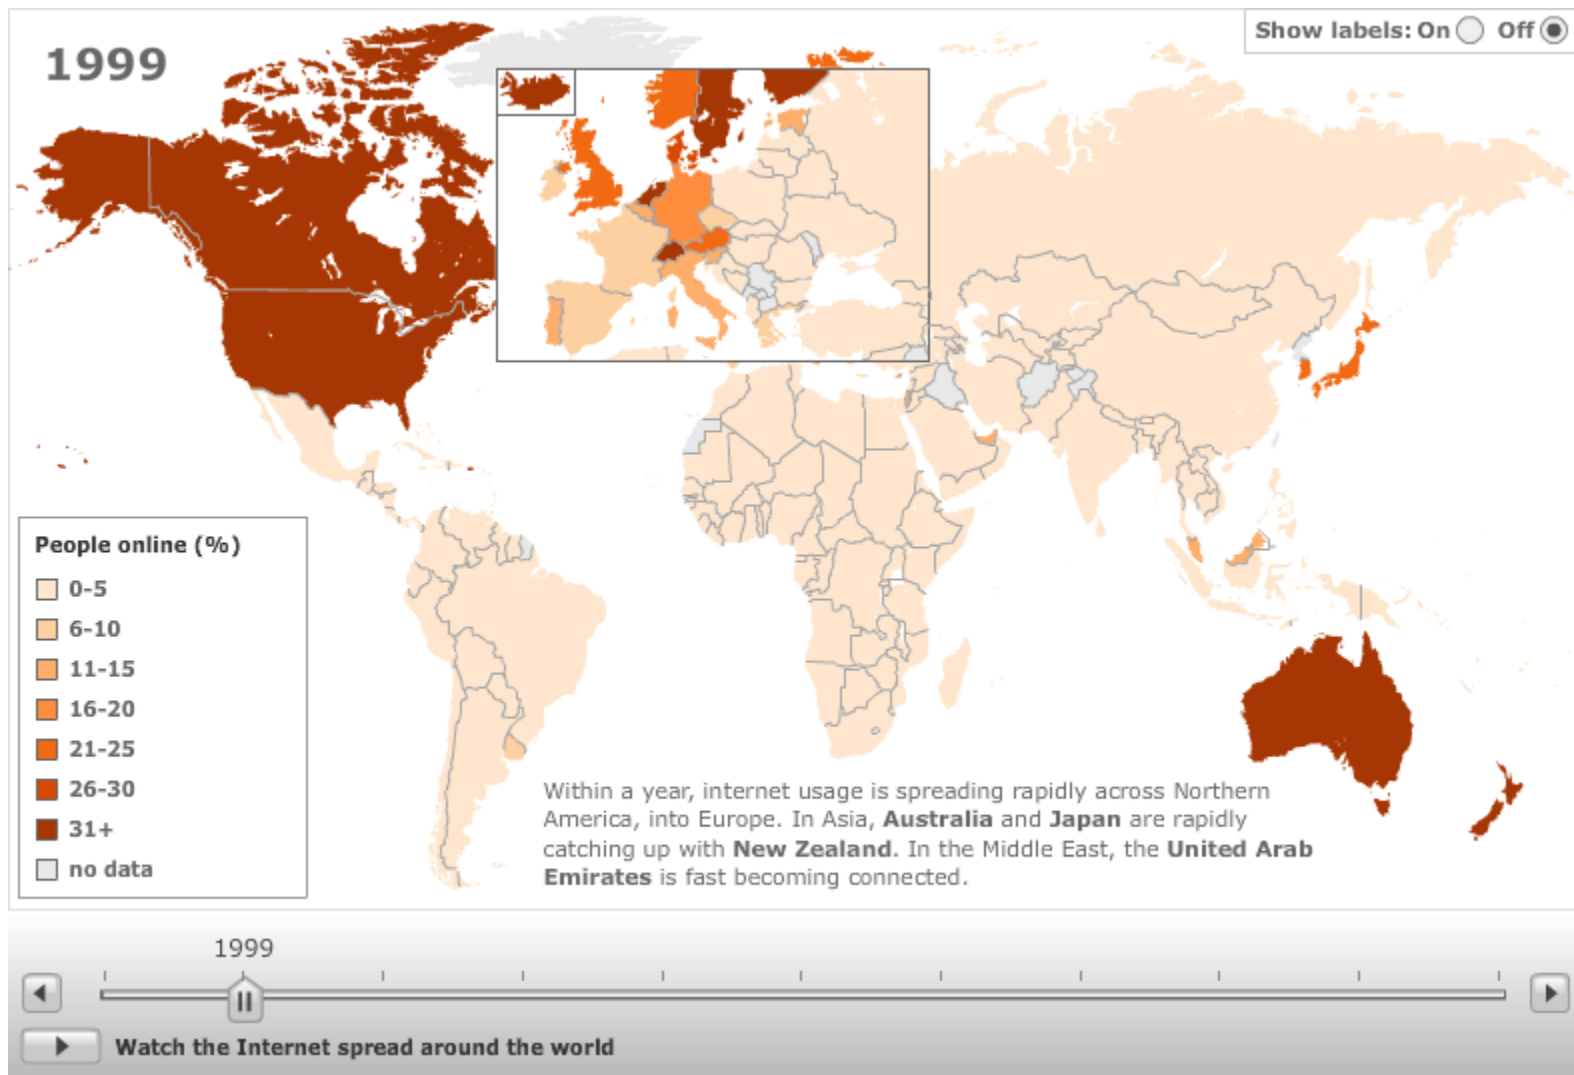 1999
Show labels: On Off
People online (%)
0-5
6-10
11-15
16-20
21-25
26-30
31+
no data
Within a year, internet usage is spreading rapidly across Northern
America, into Europe. In Asia, Australia and Japan are rapidly
catching up with New Zealand. In the Middle East, the United Arab
Emirates is fast becoming connected.
1999
Watch the Internet spread around the world